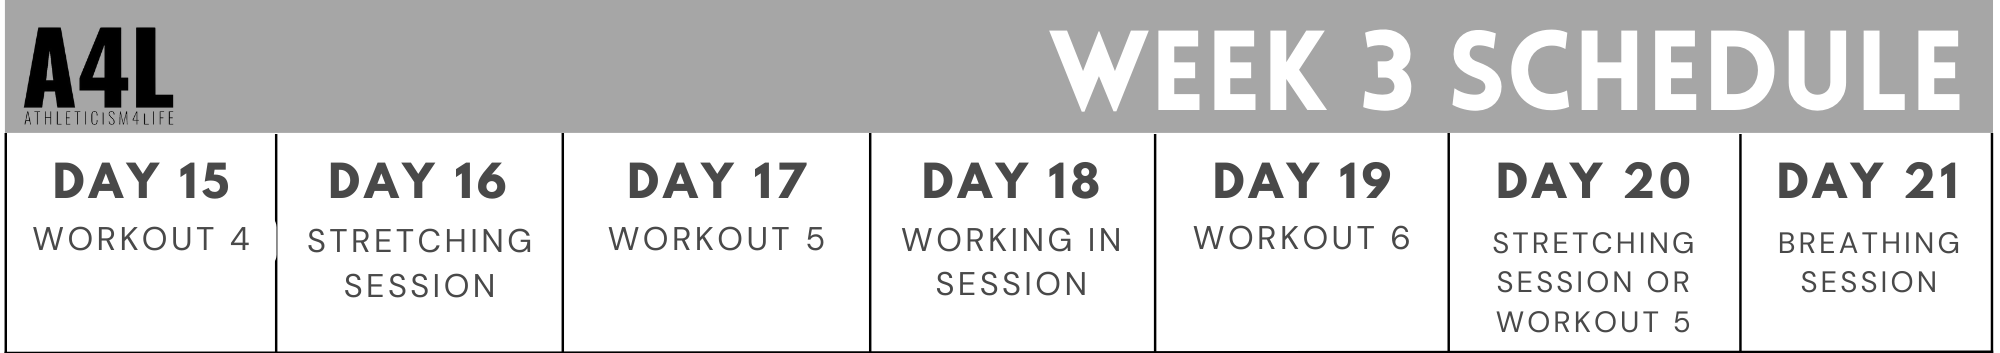 A4L
ATHLETICISM4LIFE
WEEK 3 SCHEDULE
DAY 15
WORKOUT 4
DAY 16
STRETCHING
SESSION
DAY 17
WORKOUT 5
DAY 18
WORKING IN
SESSION
DAY 19
WORKOUT 6
DAY 20
STRETCHING
SESSION OR
WORKOUT 5
DAY 21
BREATHING
SESSION